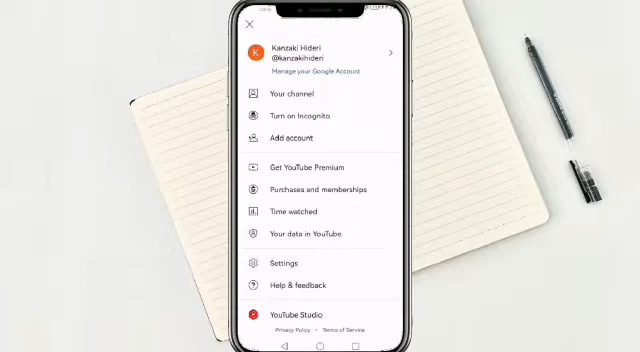 K
Kanzaki Hideri
@kanzakihideri
Manage your Google Account
Your channel
Turn on Incognito
Add account
Get YouTube Premium
Purchases and memberships
Time watched
Your data in YouTube
Settings
Help & feedback
YouTube Studio
Privacy Policy • Terms of Service